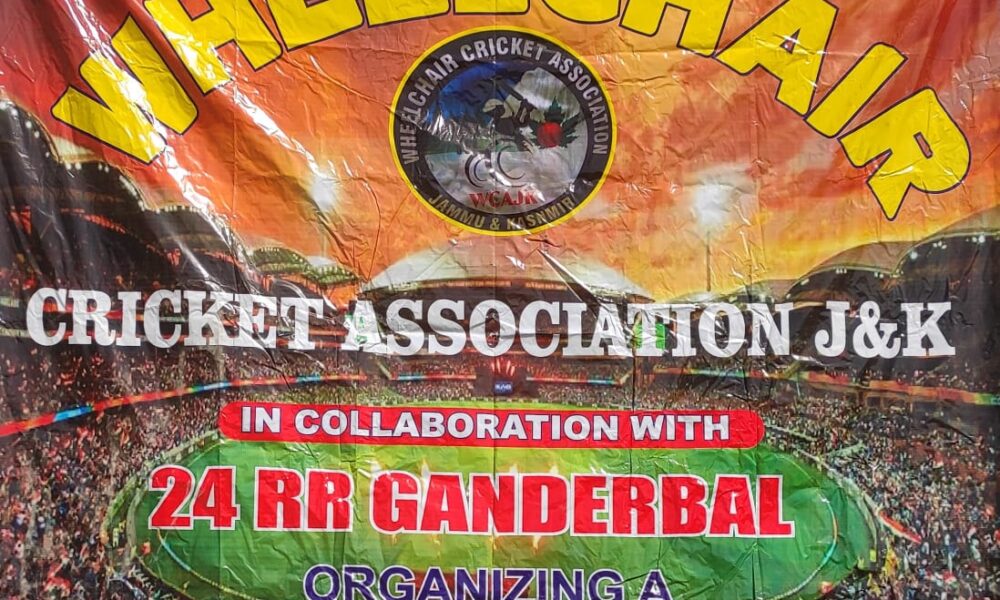 WHEELCHAIR
WHEELCHAIR CRICKET ASSOCIATION
WCAJK
JAMMU & KASHMIR
CRICKET ASSOCIATION J&K
IN COLLABORATION WITH
24 RR GANDERBAL
ORGANIZING A